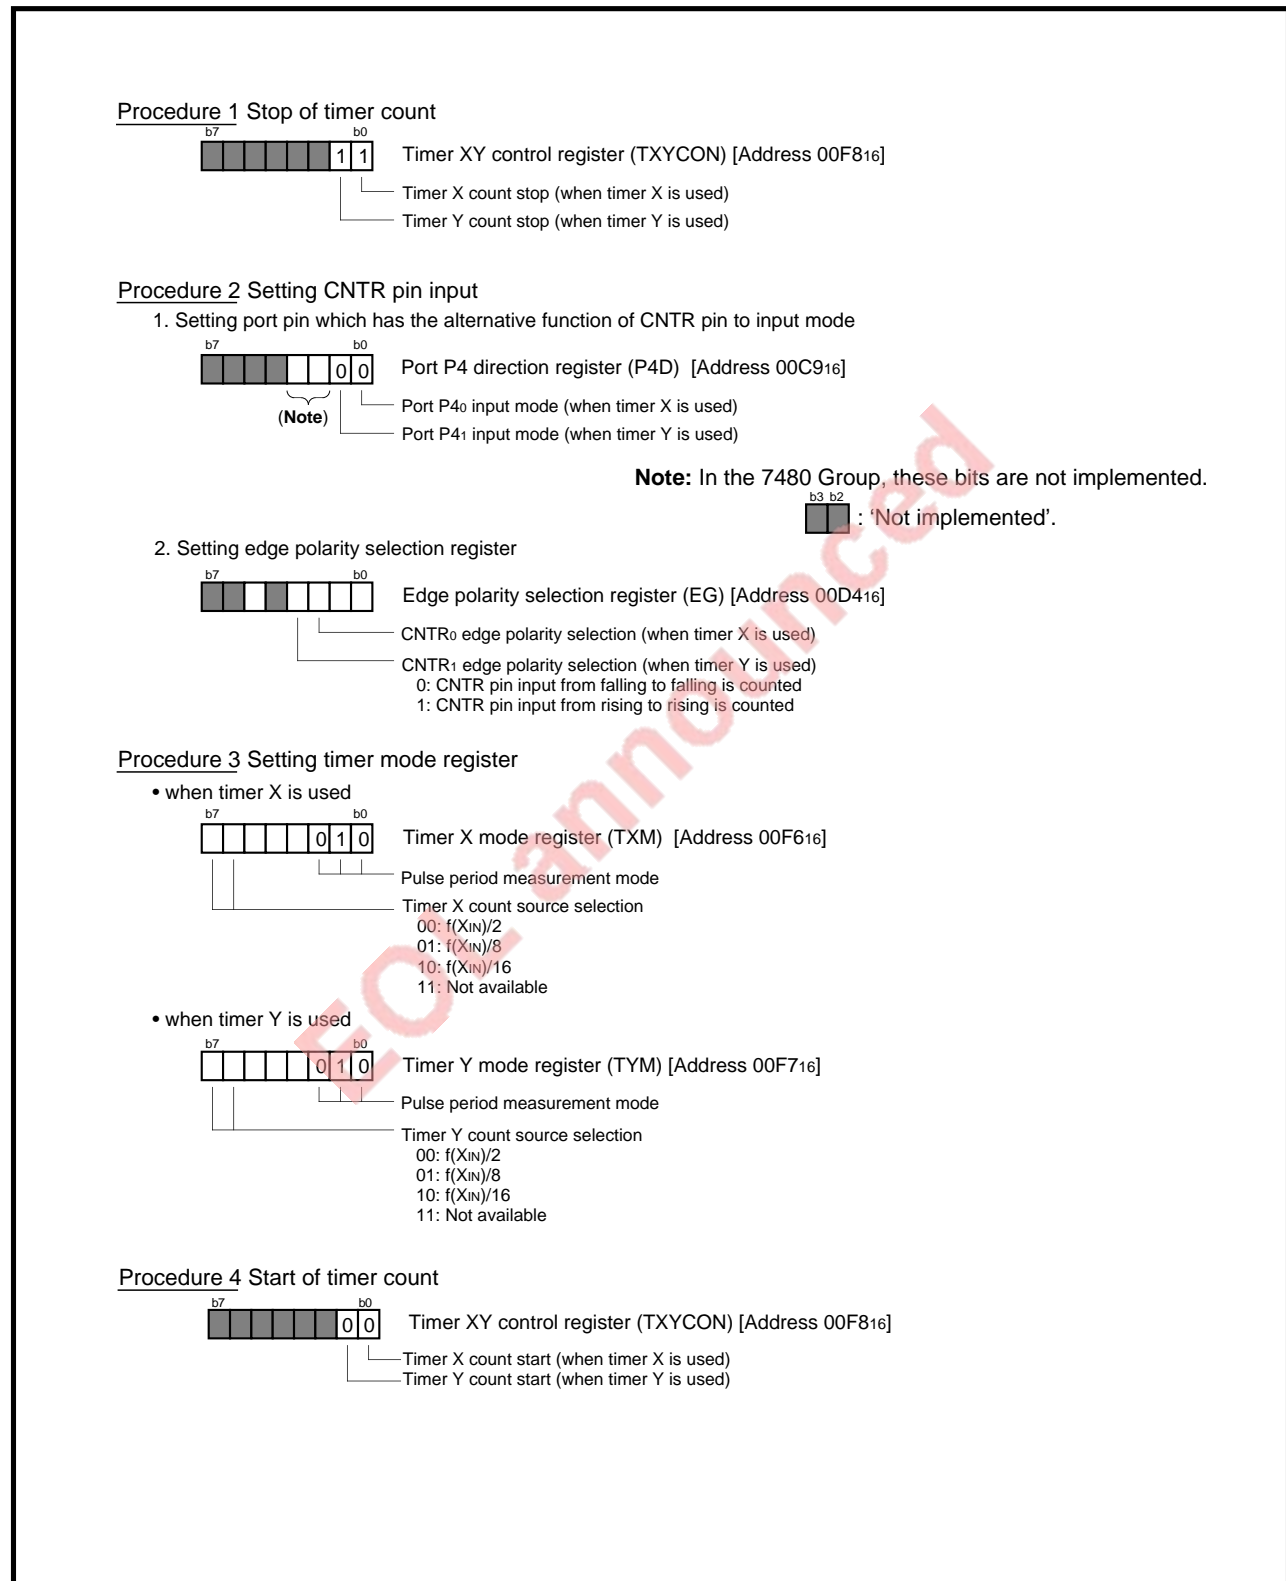 Procedure 1 Stop of timer count
b7 b0
1 1 Timer XY control register (TXYCON) [Address 00F816]
Timer X count stop (when timer X is used)
Timer Y count stop (when timer Y is used)
Procedure 2 Setting CNTR pin input
1. Setting port pin which has the alternative function of CNTR pin to input mode
b7 b0
0 0 Port P4 direction register (P4D) [Address 00C916]
(Note) Port P40 input mode (when timer X is used)
Port P41 input mode (when timer Y is used)
Note: In the 7480 Group, these bits are not implemented.
b3 b2
: ‘Not implemented’.
2. Setting edge polarity selection register
b7 b0
Edge polarity selection register (EG) [Address 00D416]
CNTR0 edge polarity selection (when timer X is used)
CNTR1 edge polarity selection (when timer Y is used)
0: CNTR pin input from falling to falling is counted
1: CNTR pin input from rising to rising is counted
Procedure 3 Setting timer mode register
• when timer X is used
b7 b0
0 1 0 Timer X mode register (TXM) [Address 00F616]
Pulse period measurement mode
Timer X count source selection
00: f(XIN)/2
01: f(XIN)/8
10: f(XIN)/16
11: Not available
• when timer Y is used
b7 b0
0 1 0 Timer Y mode register (TYM) [Address 00F716]
Pulse period measurement mode
Timer Y count source selection
00: f(XIN)/2
01: f(XIN)/8
10: f(XIN)/16
11: Not available
Procedure 4 Start of timer count
b7 b0
0 0 Timer XY control register (TXYCON) [Address 00F816]
Timer X count start (when timer X is used)
Timer Y count start (when timer Y is used)
EOL announced